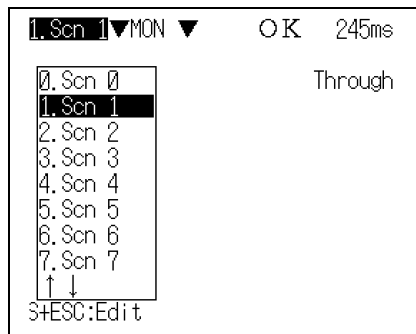 1.Scn 1▼MON ▼ OK 245ms
Through
0.Scn 0
1.Scn 1
2.Scn 2
3.Scn 3
4.Scn 4
5.Scn 5
6.Scn 6
7.Scn 7
↑ ↓
S+ESC:Edit